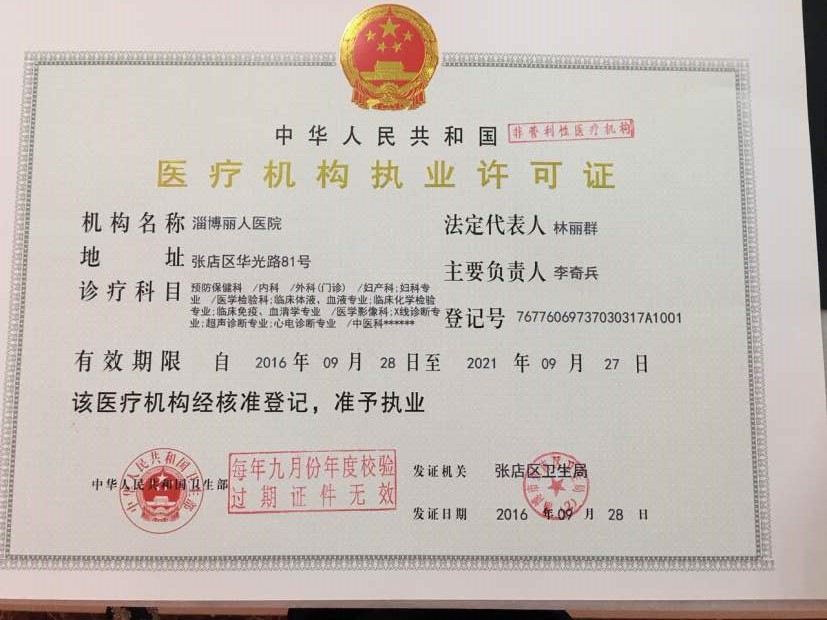 中华人民共和国
非营利性医疗机构
医疗机构执业许可证
机构名称 淄博丽人医院
法定代表人 林丽群
地 址 张店区华光路81号
主要负责人 李奇兵
诊疗科目 预防保健科 /内科 /外科(门诊) /妇产科;妇科专
业 /医学检验科;临床体液、血液专业;临床化学检验
专业;临床免疫、血清学专业 /医学影像科;X线诊断专
业;超声诊断专业;心电诊断专业 /中医科******
登记号 76776069737030317A1001
有效期限 自 2016 年 09 月 28 日至 2021 年 09 月 27 日
该医疗机构经核准登记，准予执业
中华人民共和国卫生部
中华人民共和国卫生部
每年九月份年度校验
过期证件无效
发证机关 张店区卫生局
发证日期 2016 年 09 月 28 日